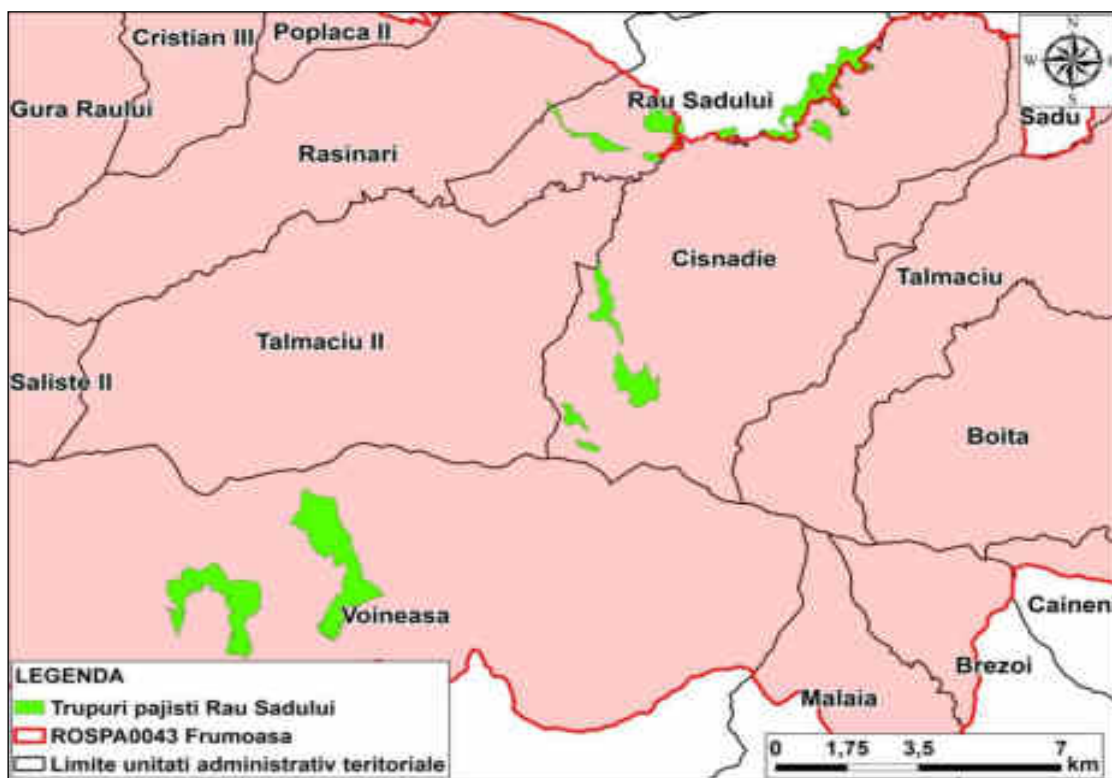 Cristian III
Poplaca II
N
W
S
Gura Raului
Rau Sadului
Sadu
Rasinari
Cisnadie
Talmaciu
Talmaciu II
Saliste II
Boita
Voineasa
Cainen
Brezoi
Malaia
LEGENDA
Trupuri pajisti Rau Sadului
ROSPA0043 Frumoasa
Limite unitati administrativ teritoriale
0 1,75 3,5 7
km